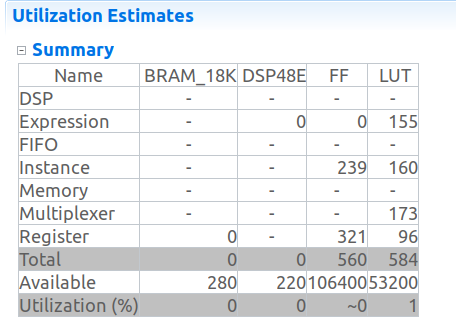 Utilization Estimates
Summary
Name BRAM_18K DSP48E FF LUT
DSP - - - -
Expression - 0 0 155
FIFO - - - -
Instance - - 239 160
Memory - - - -
Multiplexer - - - 173
Register 0 - 321 96
Total 0 0 560 584
Available 280 220 106400 53200
Utilization (%) 0 0 ~0 1